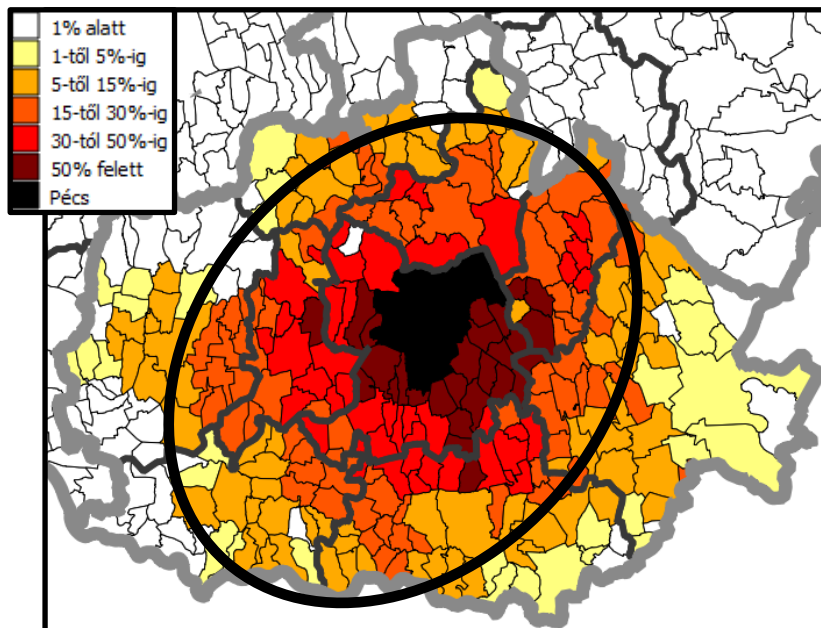 1% alatt
1-től 5%-ig
5-től 15%-ig
15-től 30%-ig
30-tól 50%-ig
50% felett
Pécs